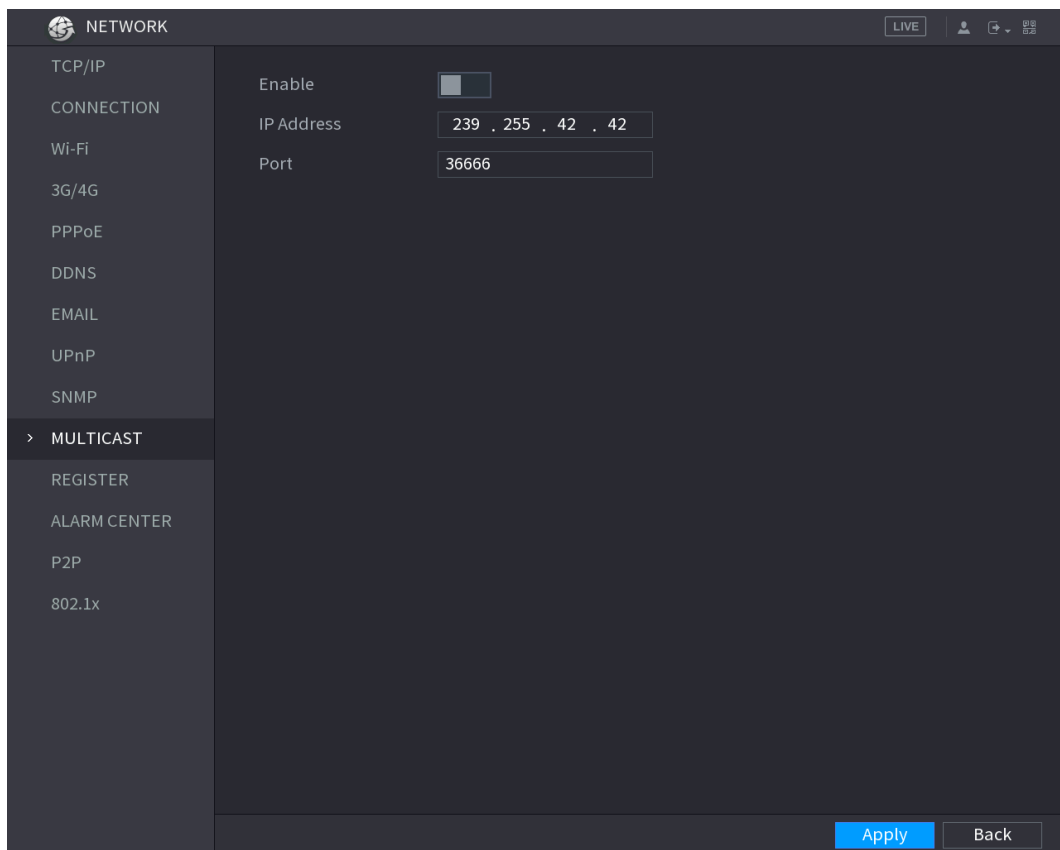 NETWORK
LIVE
TCP/IP
CONNECTION
Wi-Fi
3G/4G
PPPoE
DDNS
EMAIL
UPnP
SNMP
MULTICAST
REGISTER
ALARM CENTER
P2P
802.1x
Enable
IP Address 239 . 255 . 42 . 42
Port 36666
Apply Back